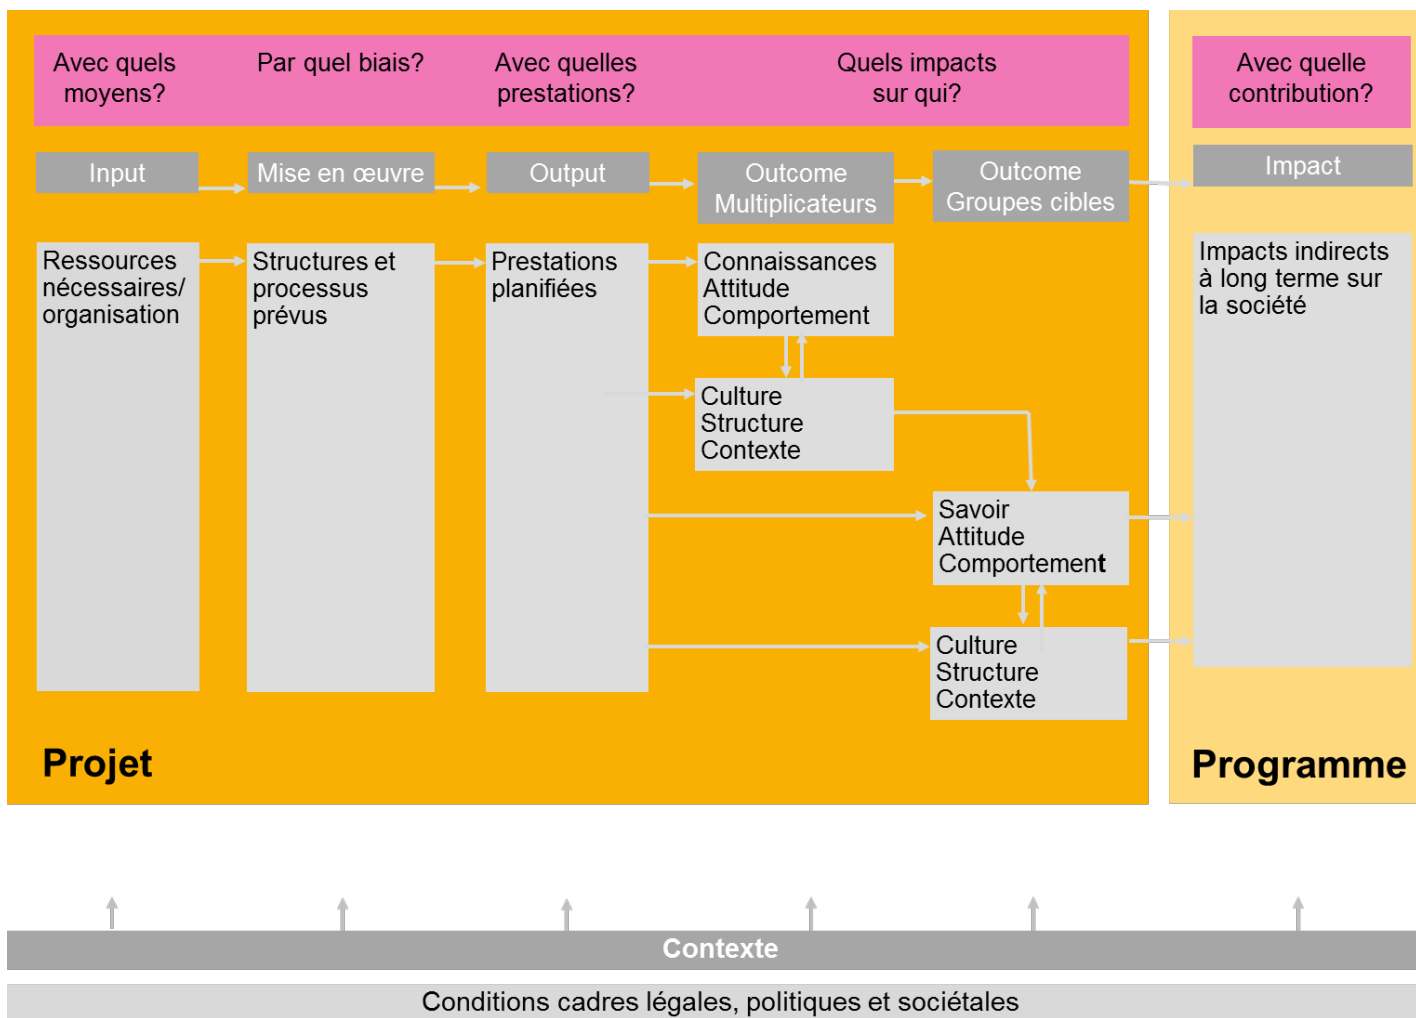 Avec quels
moyens?
Par quel biais?
Avec quelles
prestations?
Quels impacts
sur qui?
Avec quelle
contribution?
Input
Mise en œuvre
Output
Outcome
Multiplicateurs
Outcome
Groupes cibles
Impact
Ressources
nécessaires/
organisation
Structures et
processus
prévus
Prestations
planifiées
Connaissances
Attitude
Comportement
Culture
Structure
Contexte
Savoir
Attitude
Comportement
Culture
Structure
Contexte
Impacts indirects
à long terme sur
la société
Projet
Programme
Contexte
Conditions cadres légales, politiques et sociétales